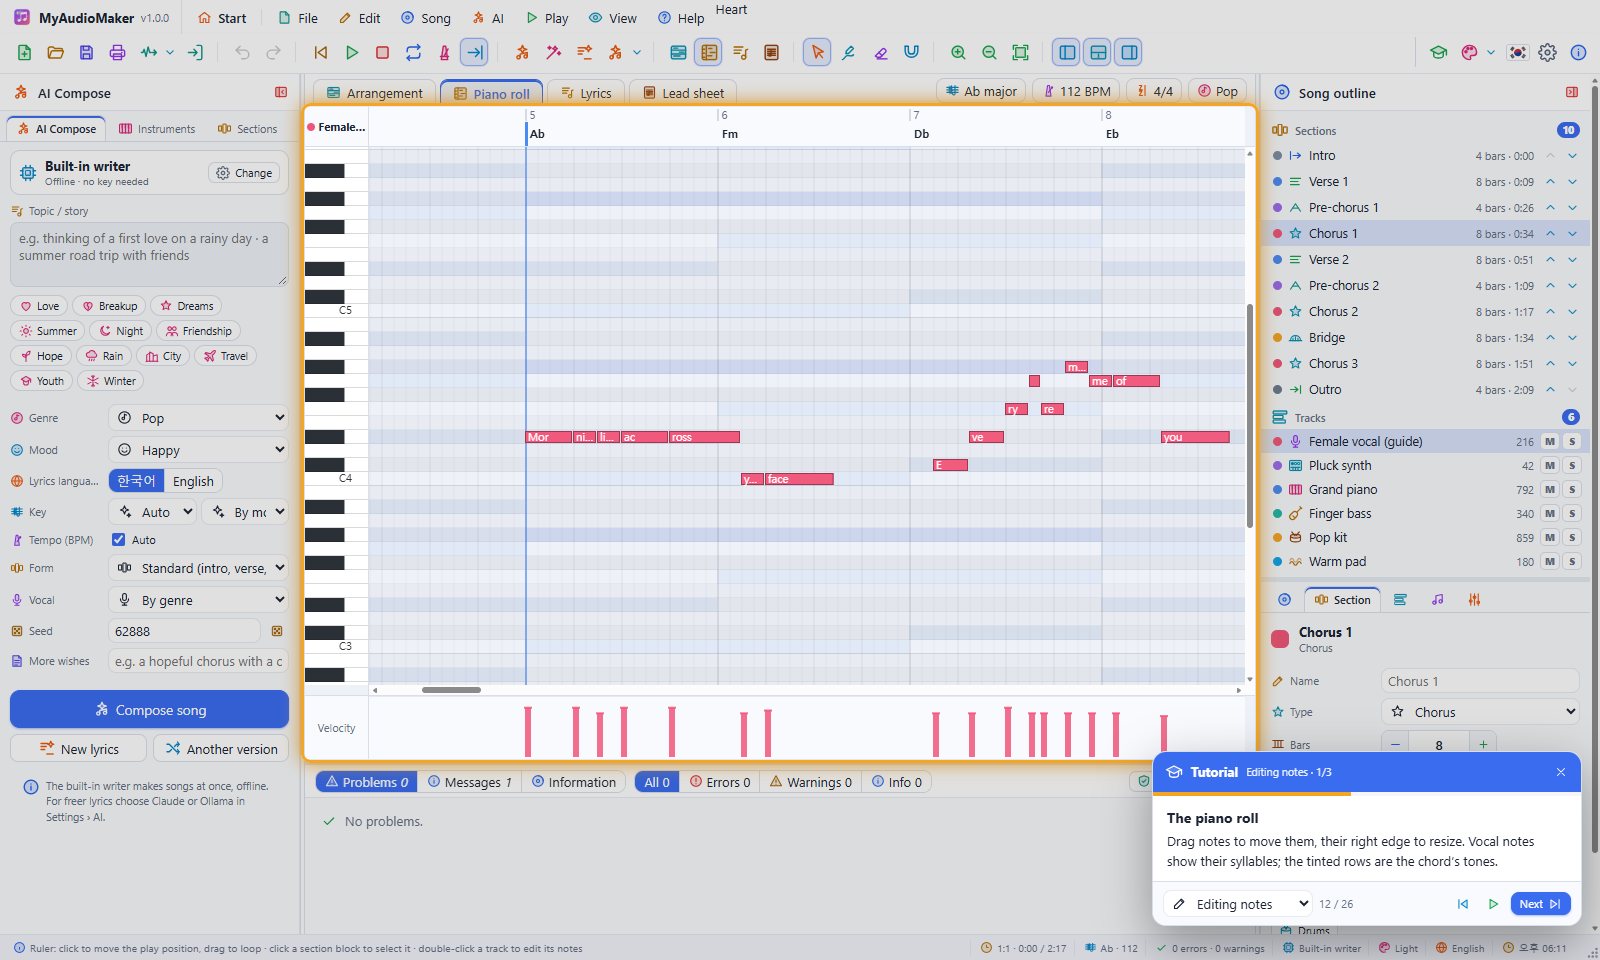 MyAudioMaker v1.0.0 Start File Edit Song AI Play View Help Heart
AI Compose
AI Compose Instruments Sections
Built-in writer
Offline · no key needed
Change
Topic / story
e.g. thinking of a first love on a rainy day · a
summer road trip with friends
Love Breakup Dreams
Summer Night Friendship
Hope Rain City Travel
Youth Winter
Genre Pop
Mood Happy
Lyrics langua... 한국어 English
Key Auto By mo
Tempo (BPM) Auto
Form Standard (intro, verse,
Vocal By genre
Seed 62888
More wishes e.g. a hopeful chorus with a c
Compose song
New lyrics Another version
The built-in writer makes songs at once, offline.
For freer lyrics choose Claude or Ollama in
Settings › AI.
Arrangement Piano roll Lyrics Lead sheet Ab major 112 BPM 4/4 Pop
Female... 5 6 7 8
Ab Fm Db Eb
C5
m...
me of
ry re
Mor ni... li... ac ross ve you
E
C4 y... face
C3
Velocity
Problems 0 Messages 1 Information All 0 Errors 0 Warnings 0 Info 0
No problems.
Song outline
Sections 10
Intro 4 bars · 0:00
Verse 1 8 bars · 0:09
Pre-chorus 1 4 bars · 0:26
Chorus 1 8 bars · 0:34
Verse 2 8 bars · 0:51
Pre-chorus 2 4 bars · 1:09
Chorus 2 8 bars · 1:17
Bridge 8 bars · 1:34
Chorus 3 8 bars · 1:51
Outro 4 bars · 2:09
Tracks 6
Female vocal (guide) 216 M S
Pluck synth 42 M S
Grand piano 792 M S
Finger bass 340 M S
Pop kit 859 M S
Warm pad 180 M S
Section
Chorus 1
Chorus
Name Chorus 1
Type Chorus
Bars − 8 +
Tutorial Editing notes · 1/3
The piano roll
Drag notes to move them, their right edge to resize. Vocal notes
show their syllables; the tinted rows are the chord's tones.
Editing notes 12 / 26 Next
Drums
Ruler: click to move the play position, drag to loop · click a section block to select it · double-click a track to edit its notes
1:1 · 0:00 / 2:17 Ab · 112 0 errors · 0 warnings Built-in writer Light English 오후 06:11